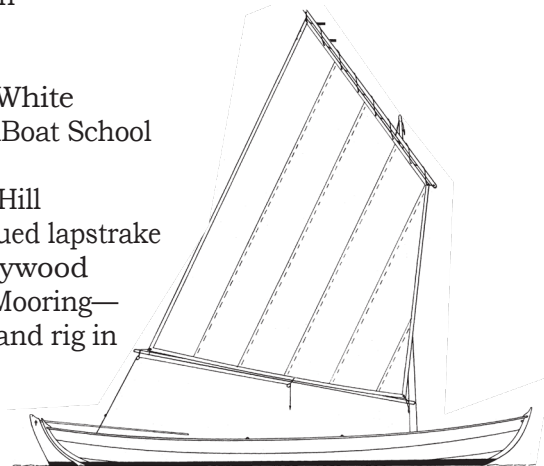 White
Boat School
Hill
ued lapstrake
ywood
Mooring—
and rig in